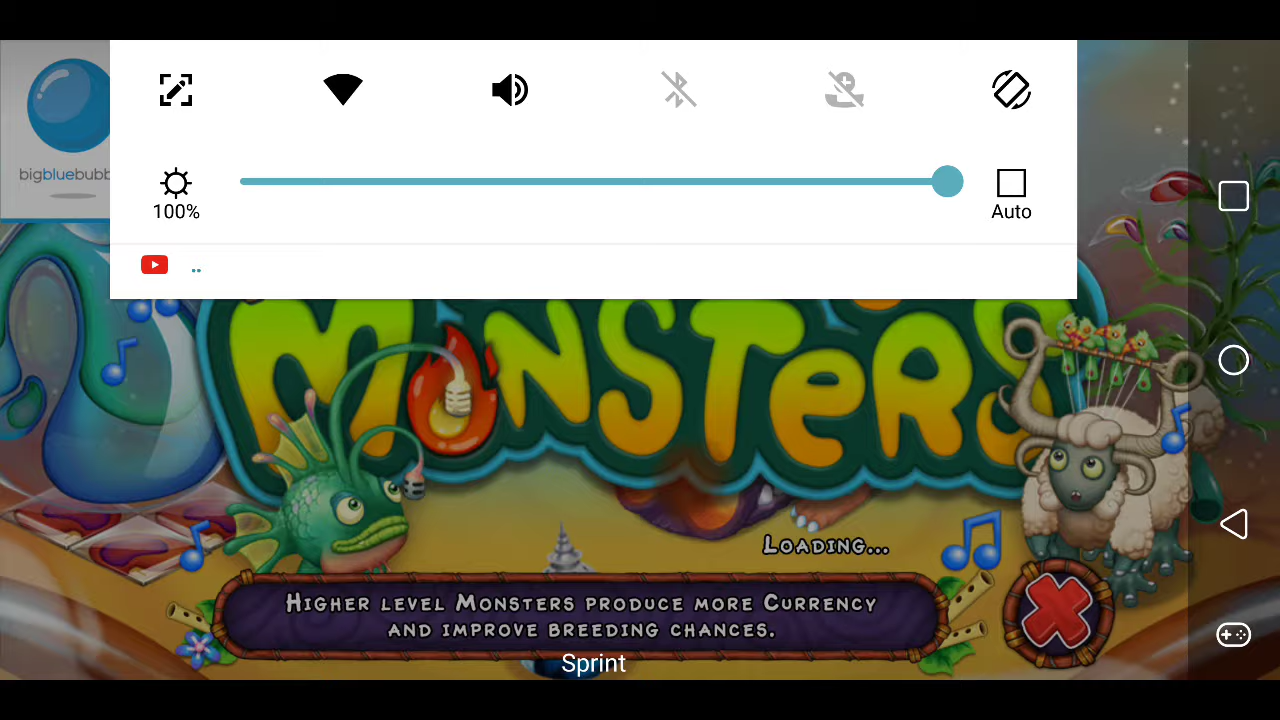 bigbluebubb
100%
Auto
..
MONSTERS
LOADING...
HIGHER LEVEL MONSTERS PRODUCE MORE CURRENCY
AND IMPROVE BREEDING CHANCES.
Sprint